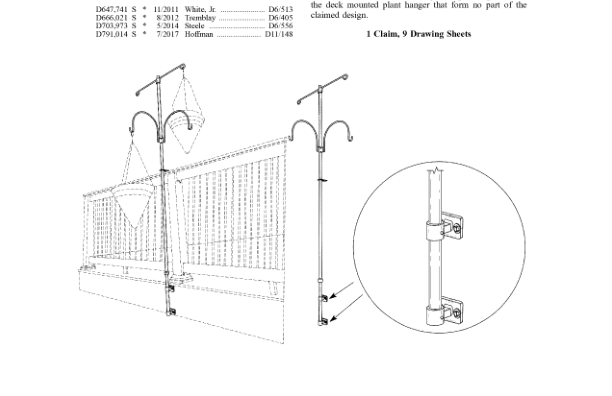 D647,741 S * 11/2011 White, Jr. .................... D6/513
D666,021 S * 8/2012 Tremblay ..................... D6/405
D703,973 S * 5/2014 Steele ........................... D6/556
D791,014 S * 7/2017 Hoffman .................. D11/148
the deck mounted plant hanger that form no part of the
claimed design.
1 Claim, 9 Drawing Sheets